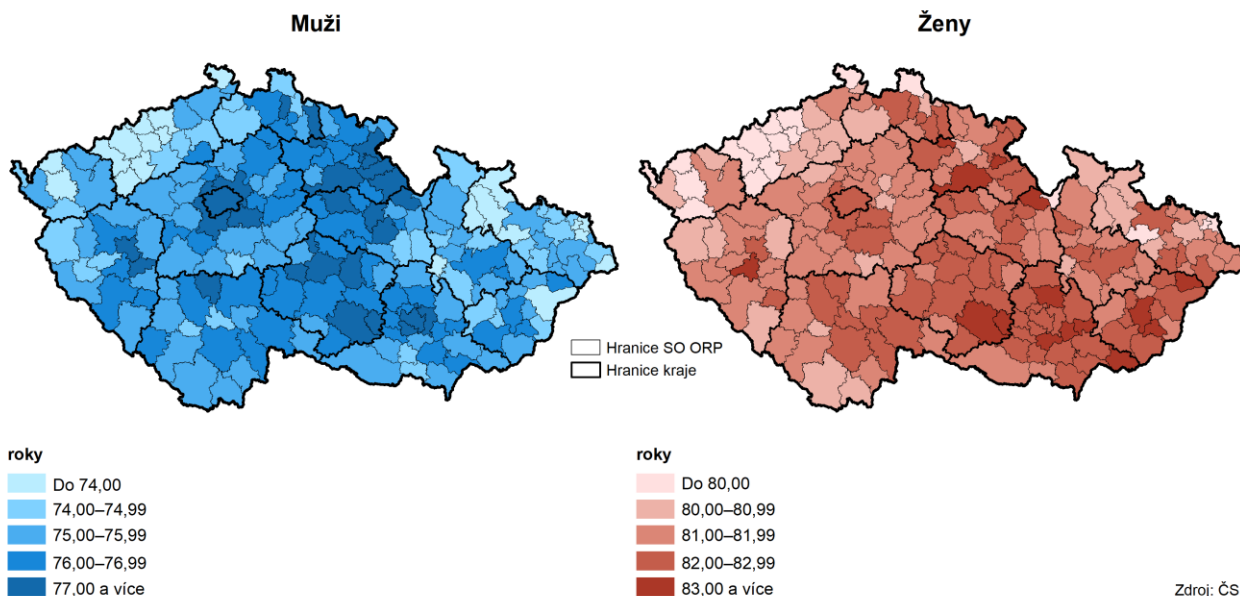 Muži
Ženy
Hranice SO ORP
Hranice kraje
roky
Do 74,00
74,00–74,99
75,00–75,99
76,00–76,99
77,00 a více
roky
Do 80,00
80,00–80,99
81,00–81,99
82,00–82,99
83,00 a více
Zdroj: ČS